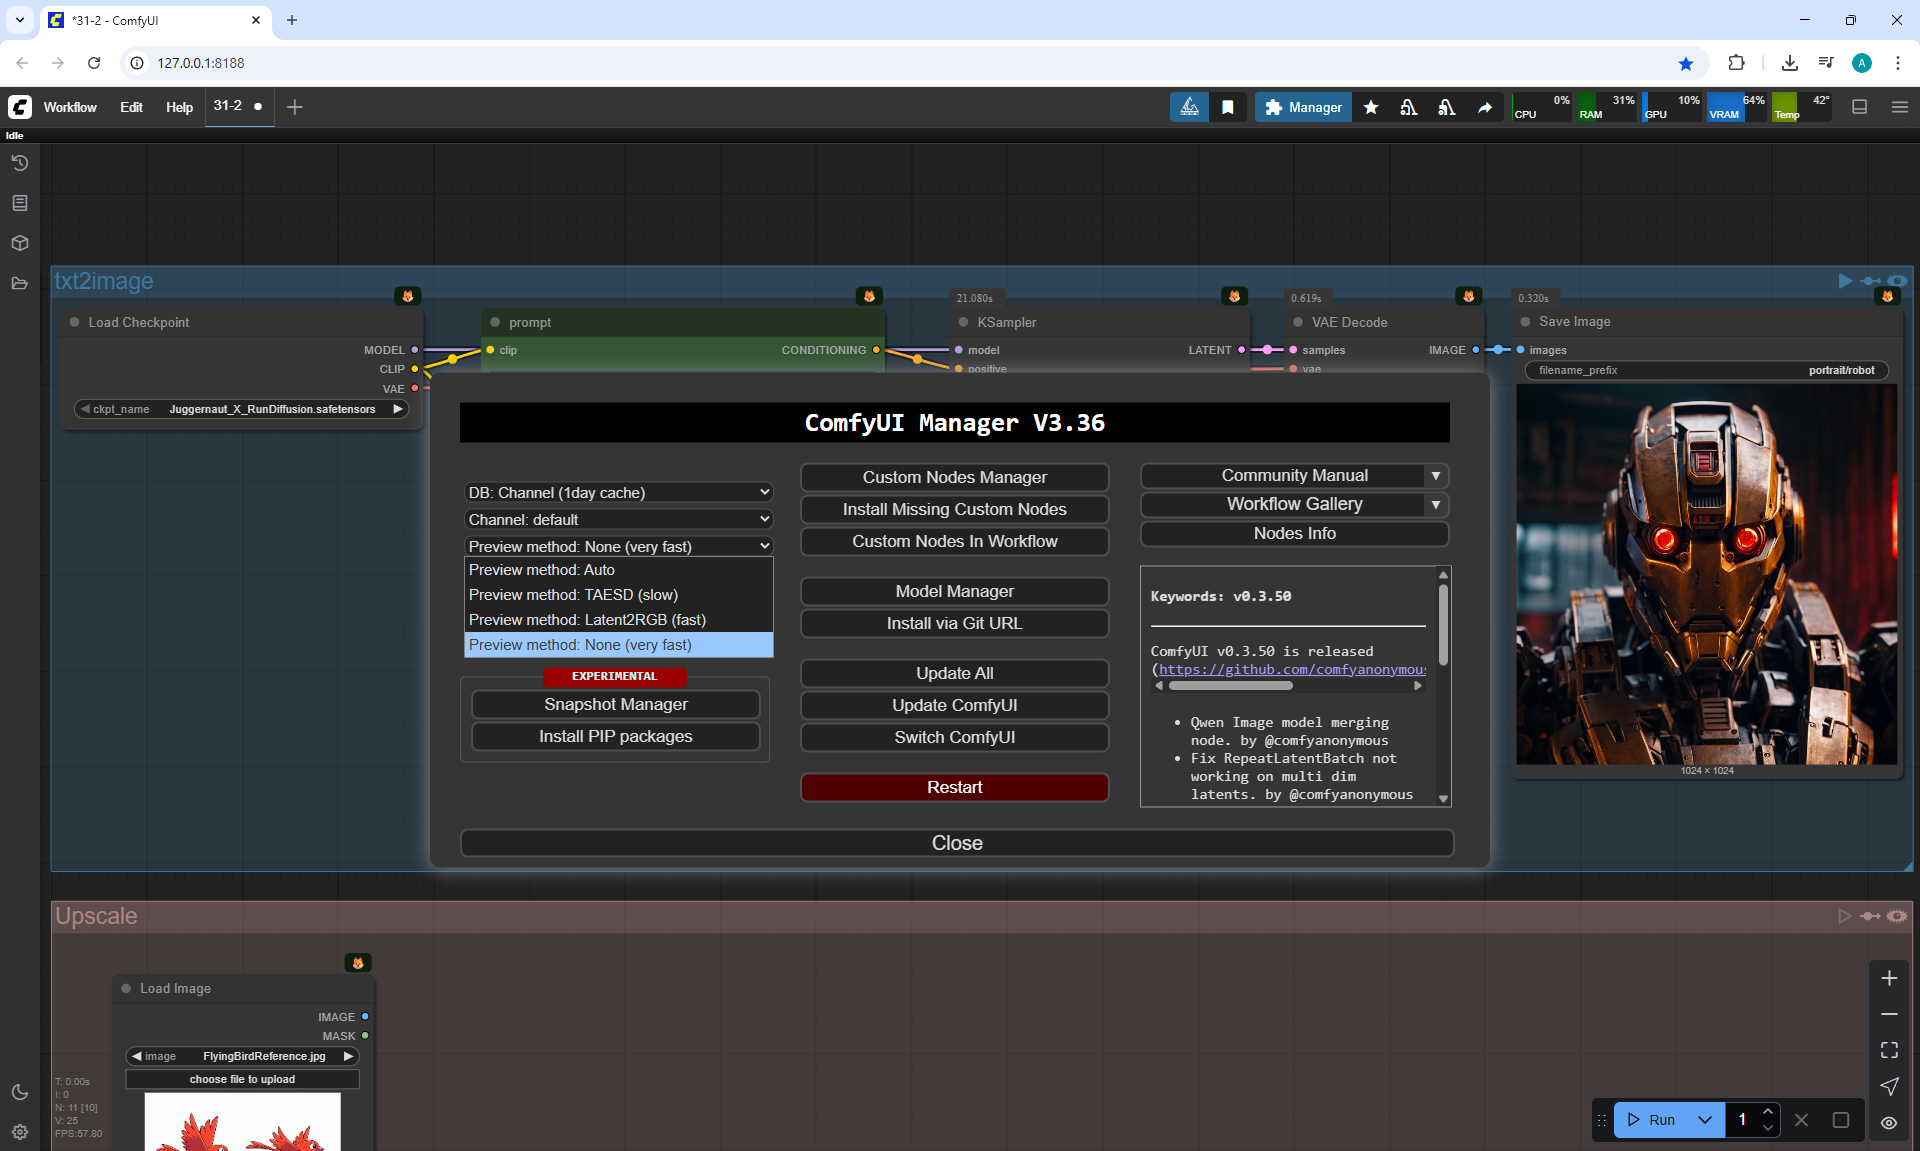 *31-2 - ComfyUI
127.0.0.1:8188
A
Workflow
Edit
Help
31-2
Manager
CPU 0%
RAM 31%
GPU 10%
VRAM 64%
Temp 42°
Idle
txt2image
Load Checkpoint
MODEL
CLIP
VAE
ckpt_name Juggernaut_X_RunDiffusion.safetensors
prompt
clip
CONDITIONING
21.080s
KSampler
model
LATENT
positive
0.619s
VAE Decode
samples
IMAGE
vae
0.320s
Save Image
images
filename_prefix portrait/robot
1024 × 1024
ComfyUI Manager V3.36
DB: Channel (1day cache)
Channel: default
Preview method: None (very fast)
Preview method: Auto
Preview method: TAESD (slow)
Preview method: Latent2RGB (fast)
Preview method: None (very fast)
EXPERIMENTAL
Snapshot Manager
Install PIP packages
Custom Nodes Manager
Install Missing Custom Nodes
Custom Nodes In Workflow
Model Manager
Install via Git URL
Update All
Update ComfyUI
Switch ComfyUI
Restart
Community Manual
Workflow Gallery
Nodes Info
Keywords: v0.3.50
ComfyUI v0.3.50 is released
(https://github.com/comfyanonymou
• Qwen Image model merging
node. by @comfyanonymous
• Fix RepeatLatentBatch not
working on multi dim
latents. by @comfyanonymous
Close
Upscale
Load Image
IMAGE
MASK
image FlyingBirdReference.jpg
choose file to upload
T: 0.00s
I: 0
N: 11 [10]
V: 25
FPS:57.80
Run
1